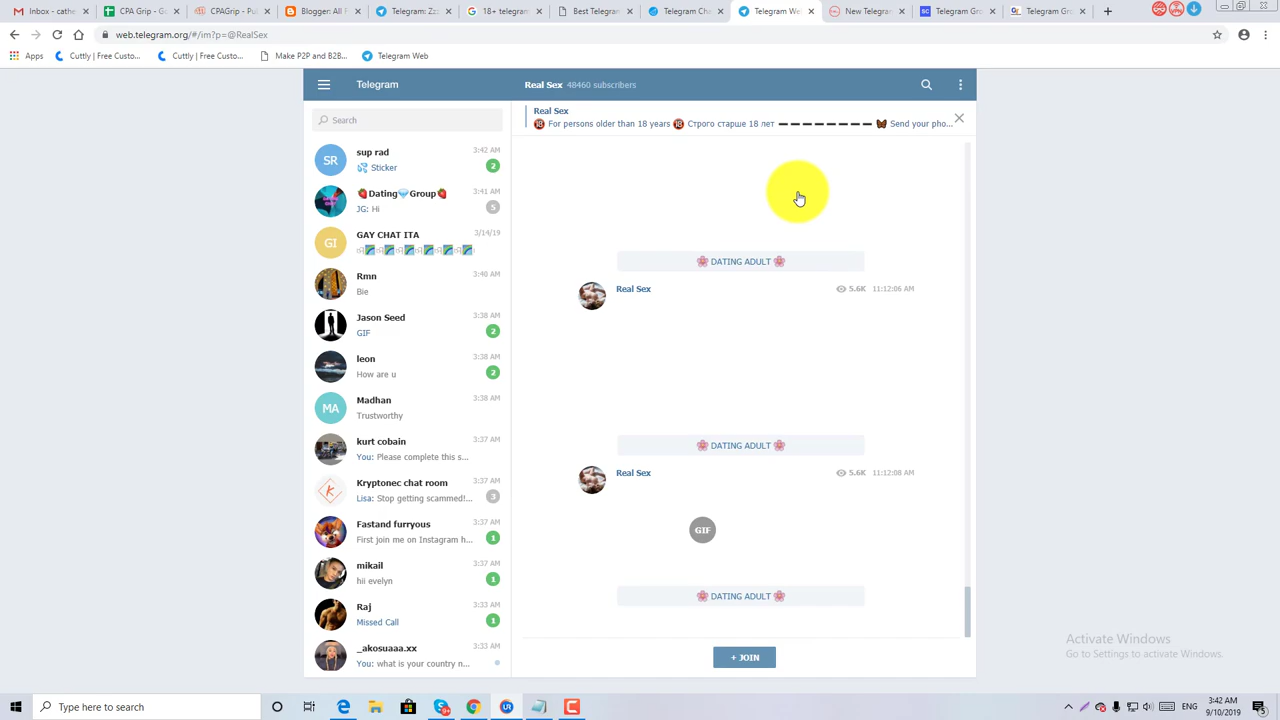 Inbox (4) - cathe
CPA Grip - Go
CPAGrip - Pu
Best Telegram
Telegram Cha
Telegram We
New Telegram
Telegram Gr
Telegram Gro
web.telegram.org/#/im?p=@RealSex
Apps
Cuttly | Free Custo...
Cuttly | Free Custo...
Make P2P and B2B...
Telegram Web
Telegram
Real Sex 48460 subscribers
Search
Real Sex
🔞 For persons older than 18 years 🔞 Строго старше 18 лет ➖➖➖➖➖➖➖➖ 🦋 Send your pho...
sup rad 3:42 AM
💦 Sticker 2
🍓Dating💎Group🍓 3:41 AM
JG: Hi 5
GAY CHAT ITA 3/14/19
Rmn 3:40 AM
Bie
Jason Seed 3:38 AM
GIF 2
leon 3:38 AM
How are u 2
Madhan 3:38 AM
Trustworthy
kurt cobain 3:37 AM
You: Please complete this s...
Kryptonec chat room 3:37 AM
Lisa: Stop getting scammed!... 3
Fastand furryous 3:37 AM
First join me on Instagram h... 1
mikail 3:37 AM
hii evelyn 1
Raj 3:33 AM
Missed Call 1
_akosuaaa.xx 3:33 AM
You: what is your country n...
SR
GI
MA
🌸 DATING ADULT 🌸
Real Sex 5.6K 11:12:06 AM
🌸 DATING ADULT 🌸
Real Sex 5.6K 11:12:08 AM
GIF
🌸 DATING ADULT 🌸
+ JOIN
Activate Windows
Go to Settings to activate Windows.
Type here to search
ENG
3:42 AM
9/10/2019